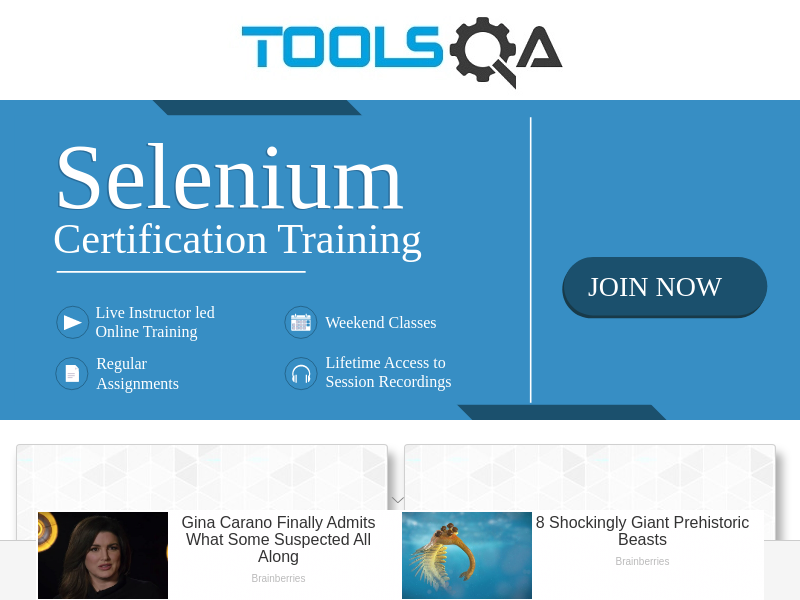 TOOLSQA
Selenium
Certification Training
Live Instructor led
Online Training
Weekend Classes
Regular
Assignments
Lifetime Access to
Session Recordings
JOIN NOW
Gina Carano Finally Admits
What Some Suspected All
Along
Brainberries
8 Shockingly Giant Prehistoric
Beasts
Brainberries